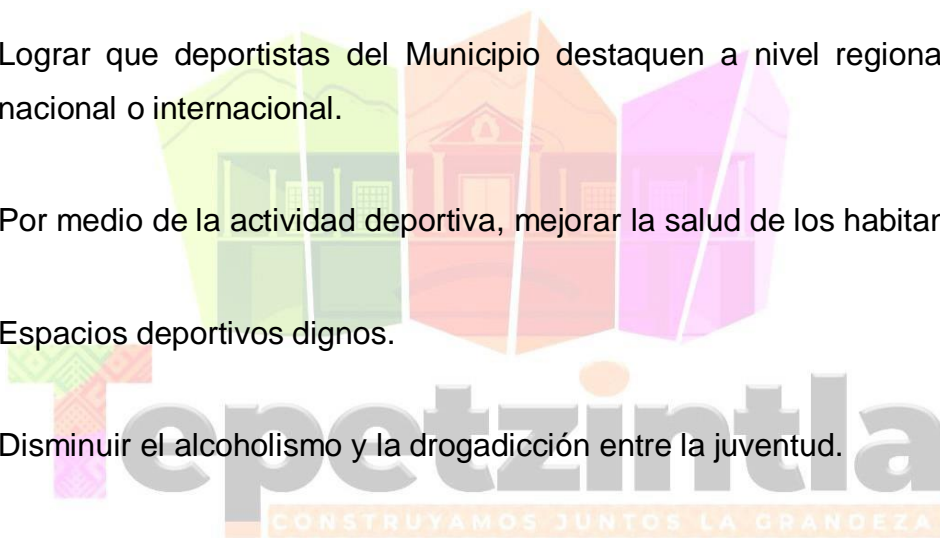 Lograr que deportistas del Municipio destaquen a nivel regiona
nacional o internacional.
Por medio de la actividad deportiva, mejorar la salud de los habitar
Espacios deportivos dignos.
Disminuir el alcoholismo y la drogadicción entre la juventud.
Tepetzintla
CONSTRUYAMOS JUNTOS LA GRANDEZA